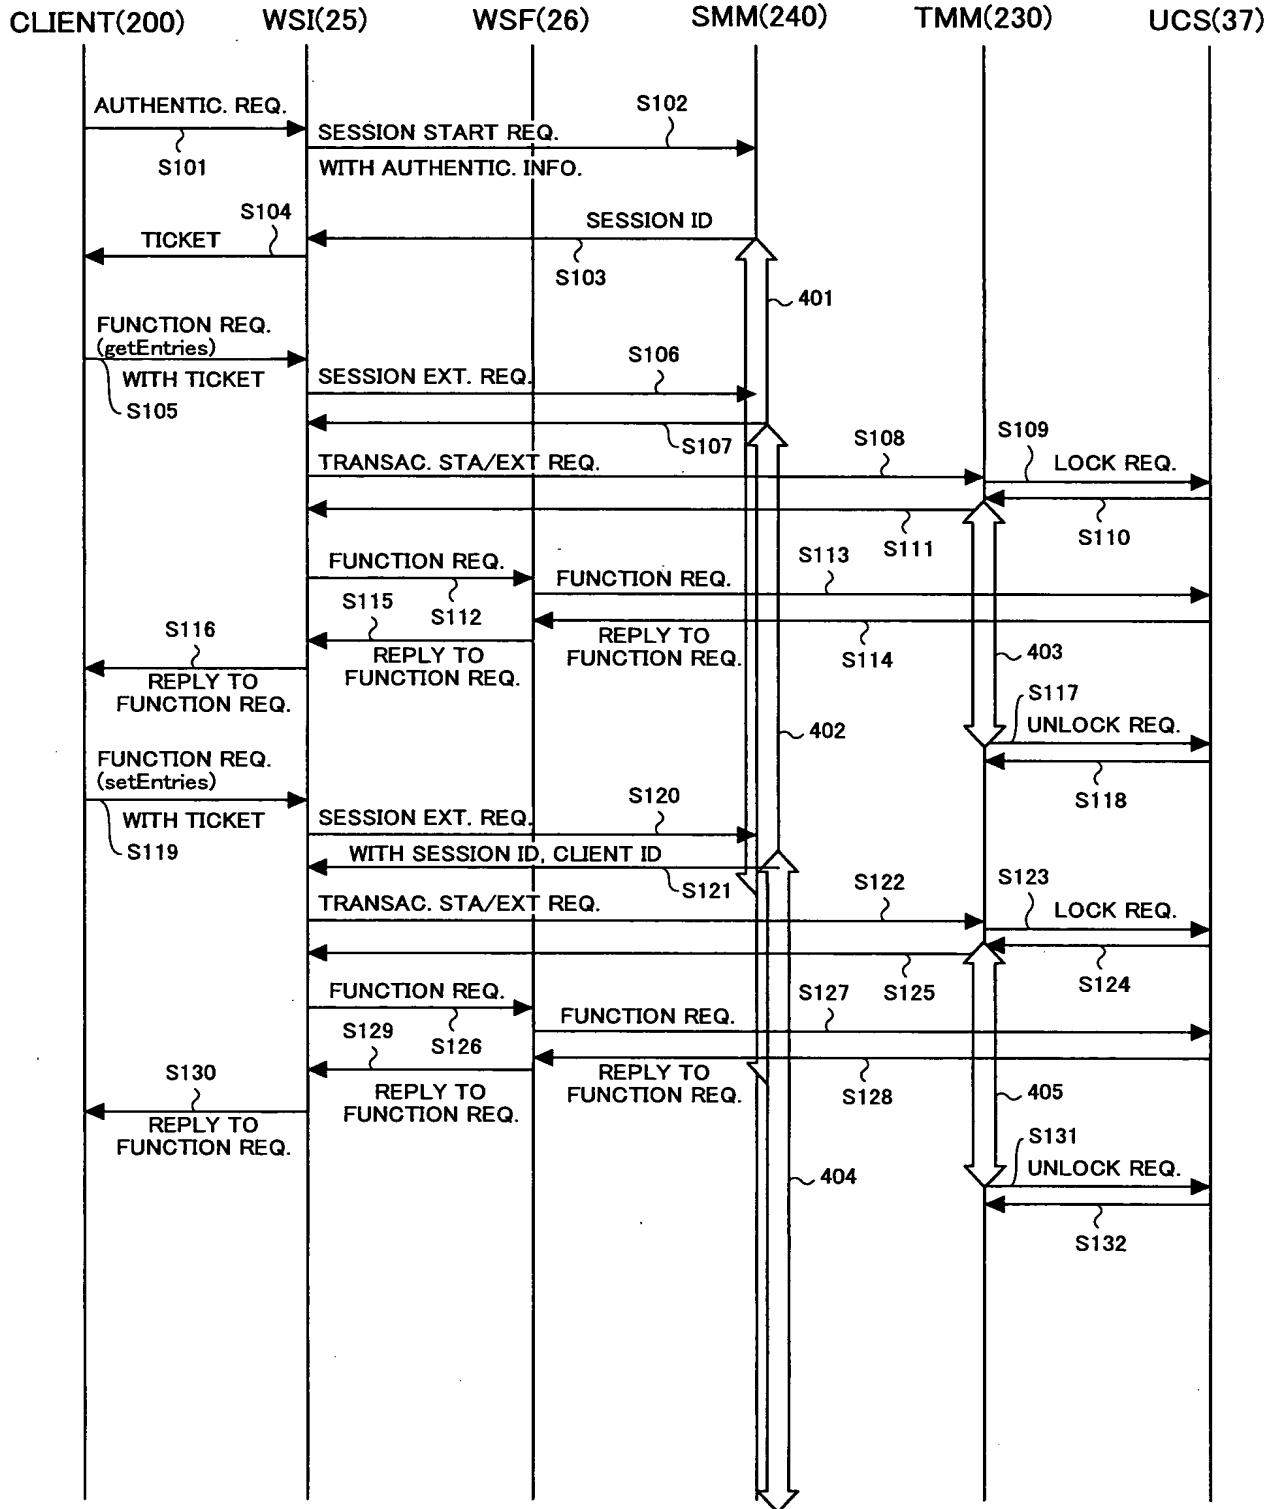 CLIENT(200) WSI(25) WSF(26) SMM(240) TMM(230) UCS(37)
AUTHENTIC. REQ.
S101
S102
SESSION START REQ.
WITH AUTHENTIC. INFO.
SESSION ID
S103
S104
TICKET
401
FUNCTION REQ.
(getEntries)
WITH TICKET
S105
S106
SESSION EXT. REQ.
S107
S108
TRANSAC. STA/EXT REQ.
S109
LOCK REQ.
S110
S111
FUNCTION REQ.
S112
S113
FUNCTION REQ.
REPLY TO
FUNCTION REQ.
S114
S115
REPLY TO
FUNCTION REQ.
S116
REPLY TO
FUNCTION REQ.
403
S117
UNLOCK REQ.
S118
402
FUNCTION REQ.
(setEntries)
WITH TICKET
S119
S120
SESSION EXT. REQ.
WITH SESSION ID, CLIENT ID
S121
S122
TRANSAC. STA/EXT REQ.
S123
LOCK REQ.
S124
S125
FUNCTION REQ.
S126
S127
FUNCTION REQ.
REPLY TO
FUNCTION REQ.
S128
S129
REPLY TO
FUNCTION REQ.
S130
REPLY TO
FUNCTION REQ.
405
S131
UNLOCK REQ.
S132
404